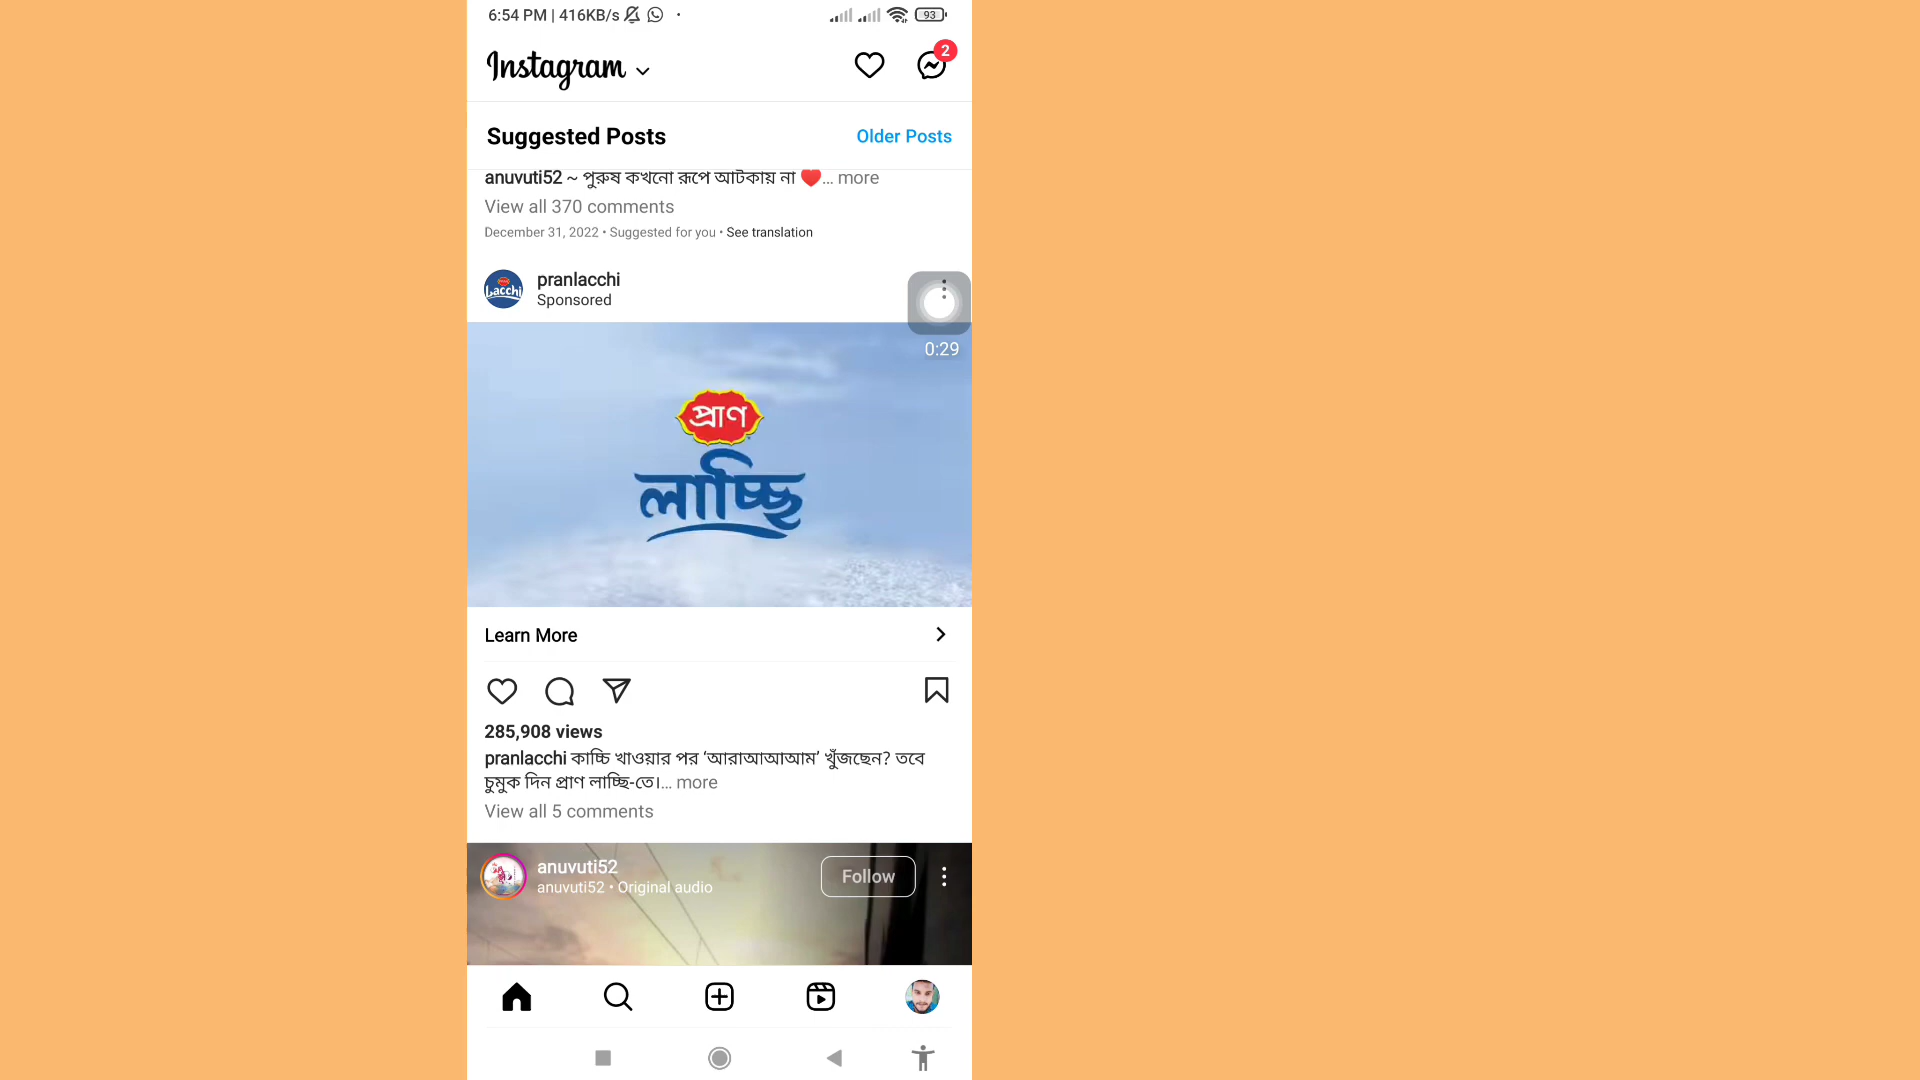 6:54 PM | 416KB/s
93
Instagram
2
Suggested Posts
Older Posts
anuvuti52 ~ পুরুষ কখনো রূপে আটকায় না ❤️... more
View all 370 comments
December 31, 2022 • Suggested for you • See translation
pranlacchi
Sponsored
Lacchi
0:29
প্রাণ
লাচ্ছি
Learn More
285,908 views
pranlacchi কাচ্চি খাওয়ার পর ‘আরাআআআম’ খুঁজছেন? তবে
চুমুক দিন প্রাণ লাচ্ছি-তে।... more
View all 5 comments
anuvuti52
anuvuti52 • Original audio
Follow